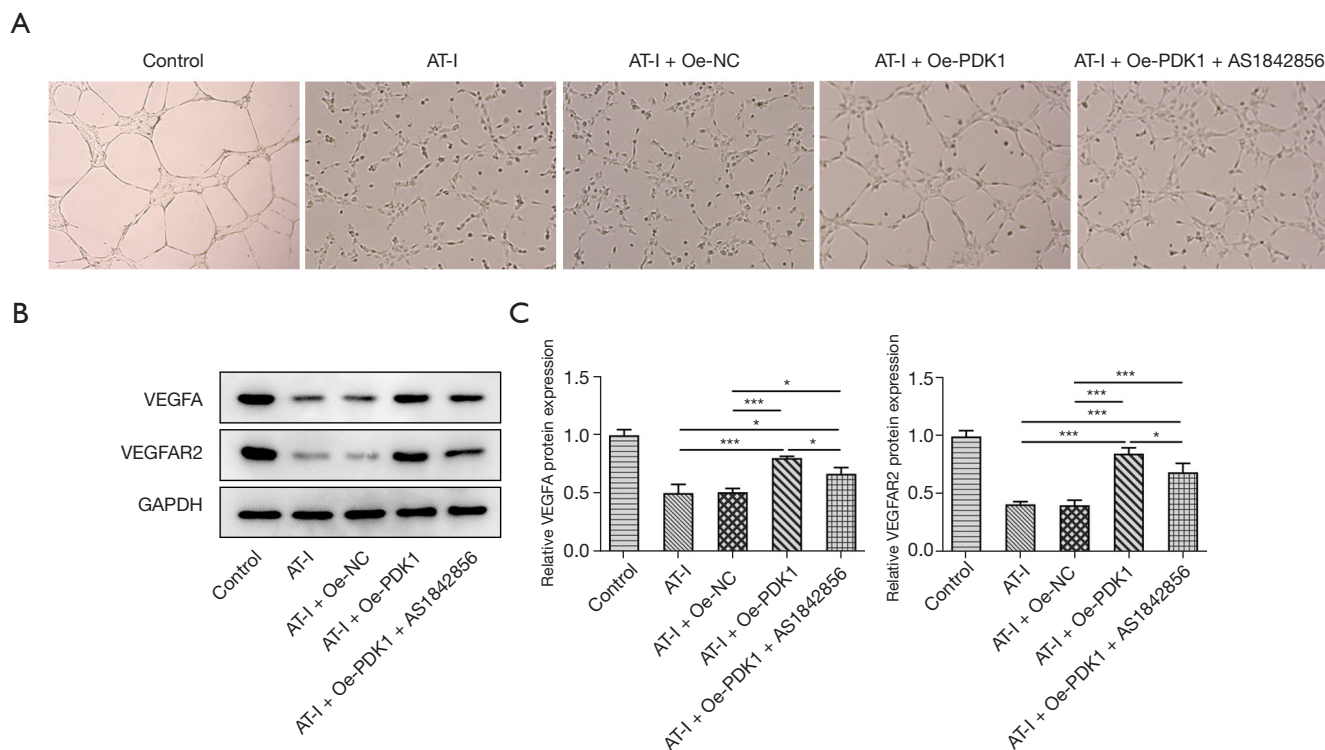 A
Control
AT-I
AT-I + Oe-NC
AT-I + Oe-PDK1
AT-I + Oe-PDK1 + AS1842856
B
VEGFA
VEGFAR2
GAPDH
Control
AT-I
AT-I + Oe-NC
AT-I + Oe-PDK1
AT-I + Oe-PDK1 + AS1842856
C
Relative VEGFA protein expression
1.5
1.0
0.5
0.0
*
***
*
***
*
Control
AT-I
AT-I + Oe-NC
AT-I + Oe-PDK1
AT-I + Oe-PDK1 + AS1842856
Relative VEGFAR2 protein expression
1.5
1.0
0.5
0.0
***
***
***
***
*
Control
AT-I
AT-I + Oe-NC
AT-I + Oe-PDK1
AT-I + Oe-PDK1 + AS1842856